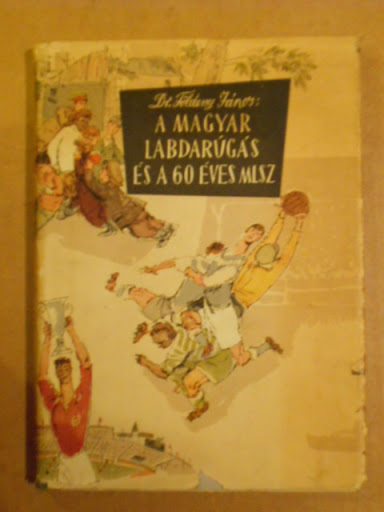 Dr. Földessy János:
A MAGYAR
LABDARÚGÁS
ÉS A 60 ÉVES MLSZ